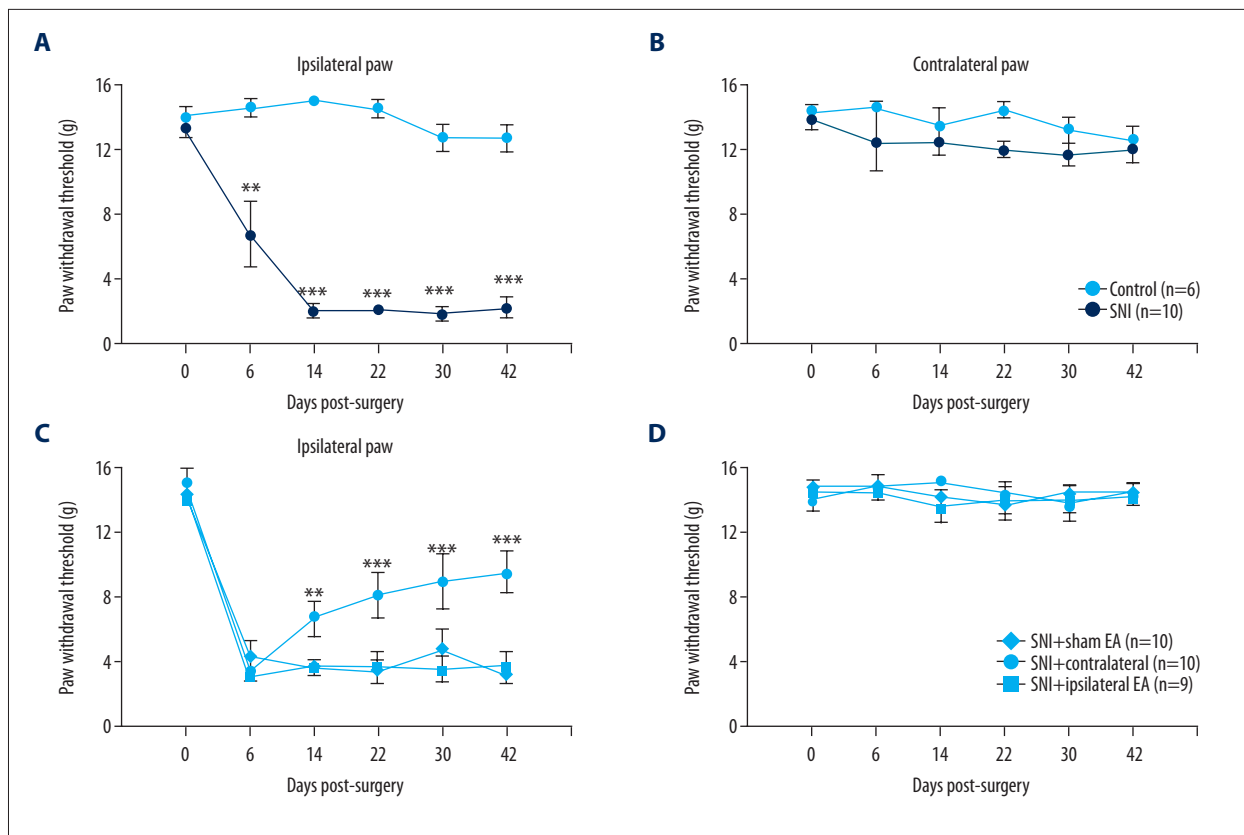 A
Ipsilateral paw
Paw withdrawal threshold (g)
16
12
8
4
0
**
***
***
***
***
0 6 14 22 30 42
Days post-surgery
B
Contralateral paw
Paw withdrawal threshold (g)
16
12
8
4
0
Control (n=6)
SNI (n=10)
0 6 14 22 30 42
Days post-surgery
C
Ipsilateral paw
Paw withdrawal threshold (g)
16
12
8
4
0
**
***
***
***
0 6 14 22 30 42
Days post-surgery
D
Paw withdrawal threshold (g)
16
12
8
4
0
SNI+sham EA (n=10)
SNI+contralateral (n=10)
SNI+ipsilateral EA (n=9)
0 6 14 22 30 42
Days post-surgery